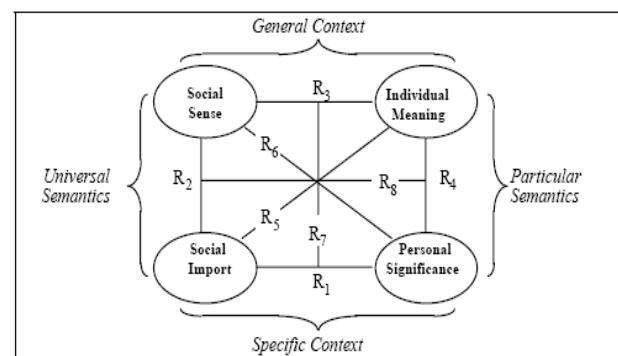 General Context
Social
Sense
R3
Individual
Meaning
R6
Universal
Semantics
R2
R8
R4
Particular
Semantics
R5
R7
Social
Import
R1
Personal
Significance
Specific Context